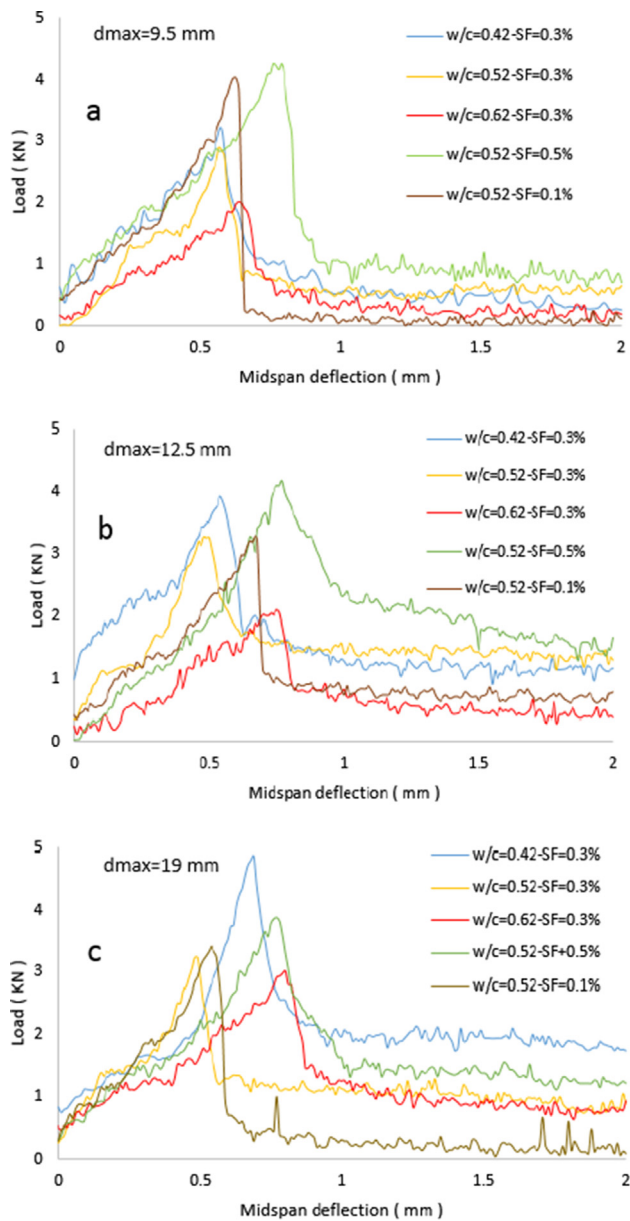 dmax=9.5 mm
a
w/c=0.42-SF=0.3%
w/c=0.52-SF=0.3%
w/c=0.62-SF=0.3%
w/c=0.52-SF=0.5%
w/c=0.52-SF=0.1%
Load ( KN )
5
4
3
2
1
0
0
0.5
1
1.5
2
Midspan deflection ( mm )
dmax=12.5 mm
b
w/c=0.42-SF=0.3%
w/c=0.52-SF=0.3%
w/c=0.62-SF=0.3%
w/c=0.52-SF=0.5%
w/c=0.52-SF=0.1%
Load ( KN )
5
4
3
2
1
0
0
0.5
1
1.5
2
Midspan deflection ( mm )
dmax=19 mm
c
w/c=0.42-SF=0.3%
w/c=0.52-SF=0.3%
w/c=0.62-SF=0.3%
w/c=0.52-SF+0.5%
w/c=0.52-SF=0.1%
Load ( KN )
5
4
3
2
1
0
0
0.5
1
1.5
2
Midspan deflection ( mm )